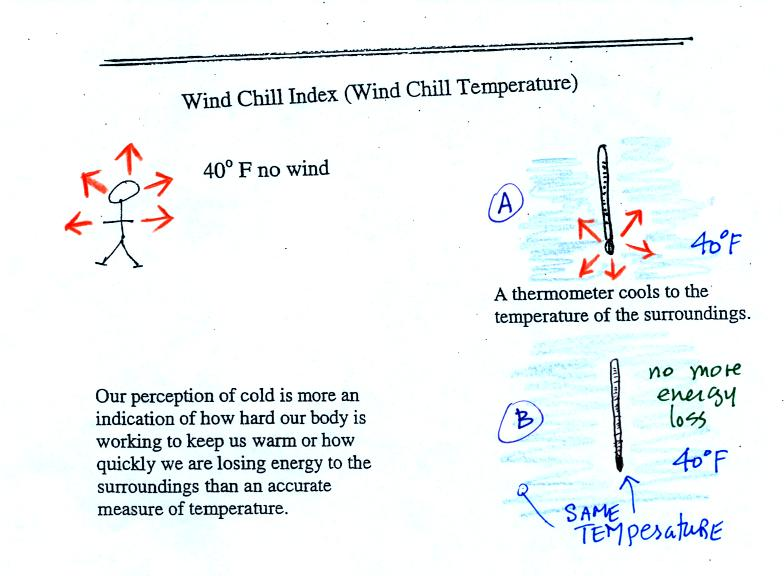 Wind Chill Index (Wind Chill Temperature)
40° F no wind
A
40°F
A thermometer cools to the
temperature of the surroundings.
Our perception of cold is more an
indication of how hard our body is
working to keep us warm or how
quickly we are losing energy to the
surroundings than an accurate
measure of temperature.
B
no more
energy
loss
40°F
SAME
TEMPERATURE